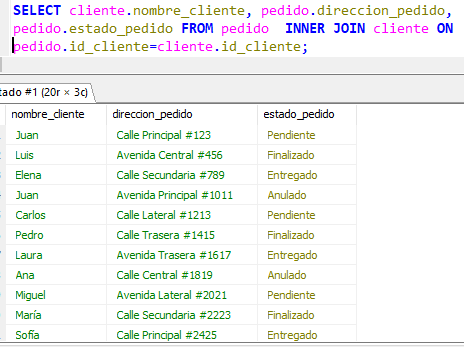 SELECT cliente.nombre_cliente, pedido.direccion_pedido,
pedido.estado_pedido FROM pedido INNER JOIN cliente ON
pedido.id_cliente=cliente.id_cliente;
tado #1 (20r × 3c)
nombre_cliente direccion_pedido estado_pedido
Juan Calle Principal #123 Pendiente
Luis Avenida Central #456 Finalizado
Elena Calle Secundaria #789 Entregado
Juan Avenida Principal #1011 Anulado
Carlos Calle Lateral #1213 Pendiente
Pedro Calle Trasera #1415 Finalizado
Laura Avenida Trasera #1617 Entregado
Ana Calle Central #1819 Anulado
Miguel Avenida Lateral #2021 Pendiente
María Calle Secundaria #2223 Finalizado
Sofía Calle Principal #2425 Entregado